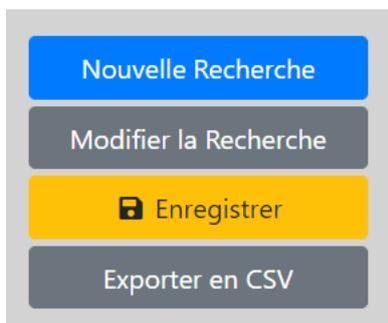 Nouvelle Recherche
Modifier la Recherche
Enregistrer
Exporter en CSV